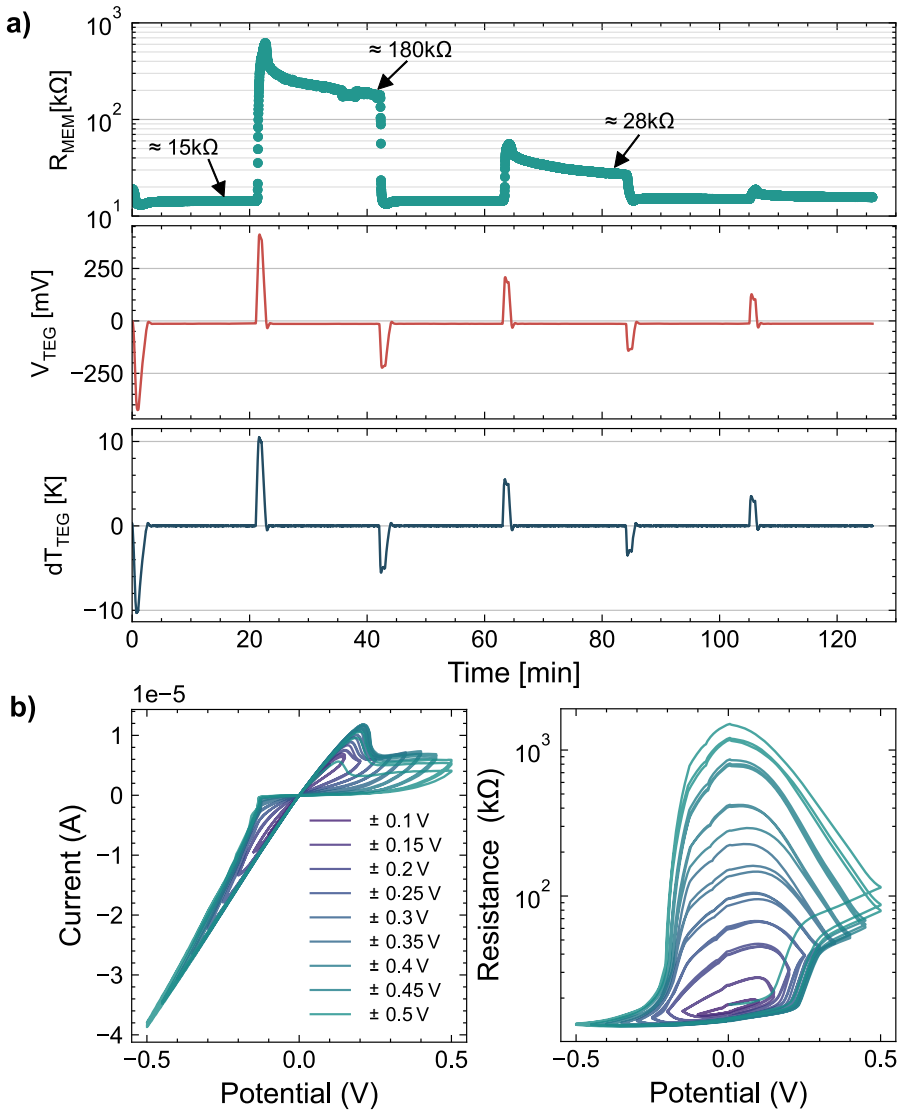 a)
R_MEM [kΩ]
10³
10²
10¹
≈ 15kΩ
≈ 180kΩ
≈ 28kΩ
V_TEG [mV]
250
0
−250
dT_TEG [K]
10
0
−10
0 20 40 60 80 100 120
Time [min]
b)
1e−5
Current (A)
1
0
−1
−2
−3
−4
± 0.1 V
± 0.15 V
± 0.2 V
± 0.25 V
± 0.3 V
± 0.35 V
± 0.4 V
± 0.45 V
± 0.5 V
−0.5 0.0 0.5
Potential (V)
Resistance (kΩ)
10³
10²
−0.5 0.0 0.5
Potential (V)